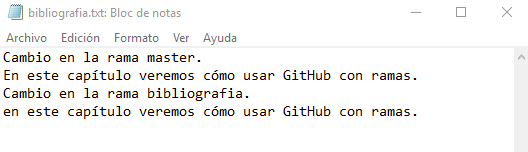 bibliografia.txt: Bloc de notas
Archivo Edición Formato Ver Ayuda
Cambio en la rama master.
En este capítulo veremos cómo usar GitHub con ramas.
Cambio en la rama bibliografia.
en este capítulo veremos cómo usar GitHub con ramas.